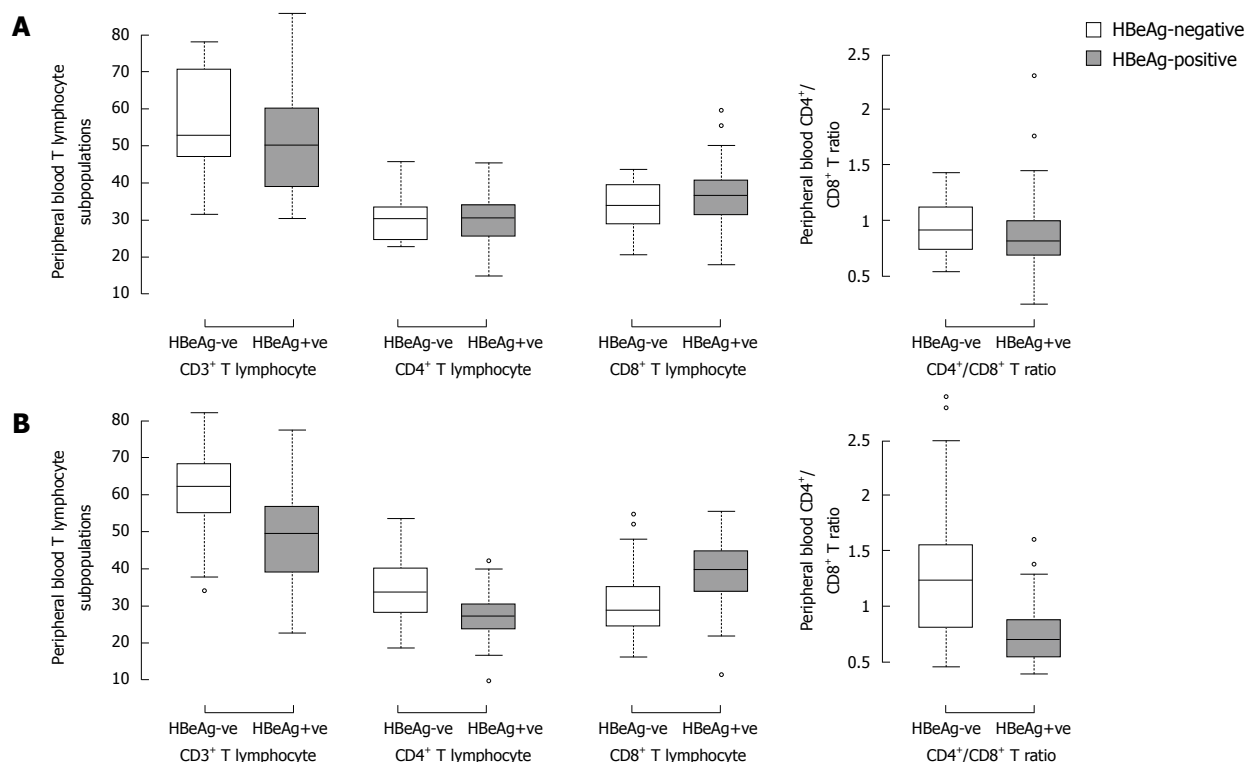 A
Peripheral blood T lymphocyte
subpopulations
80
70
60
50
40
30
20
10
HBeAg-ve HBeAg+ve
CD3⁺ T lymphocyte
HBeAg-ve HBeAg+ve
CD4⁺ T lymphocyte
HBeAg-ve HBeAg+ve
CD8⁺ T lymphocyte
Peripheral blood CD4⁺/
CD8⁺ T ratio
2.5
2
1.5
1
0.5
HBeAg-ve HBeAg+ve
CD4⁺/CD8⁺ T ratio
HBeAg-negative
HBeAg-positive
B
Peripheral blood T lymphocyte
subpopulations
80
70
60
50
40
30
20
10
HBeAg-ve HBeAg+ve
CD3⁺ T lymphocyte
HBeAg-ve HBeAg+ve
CD4⁺ T lymphocyte
HBeAg-ve HBeAg+ve
CD8⁺ T lymphocyte
Peripheral blood CD4⁺/
CD8⁺ T ratio
2.5
2
1.5
1
0.5
HBeAg-ve HBeAg+ve
CD4⁺/CD8⁺ T ratio